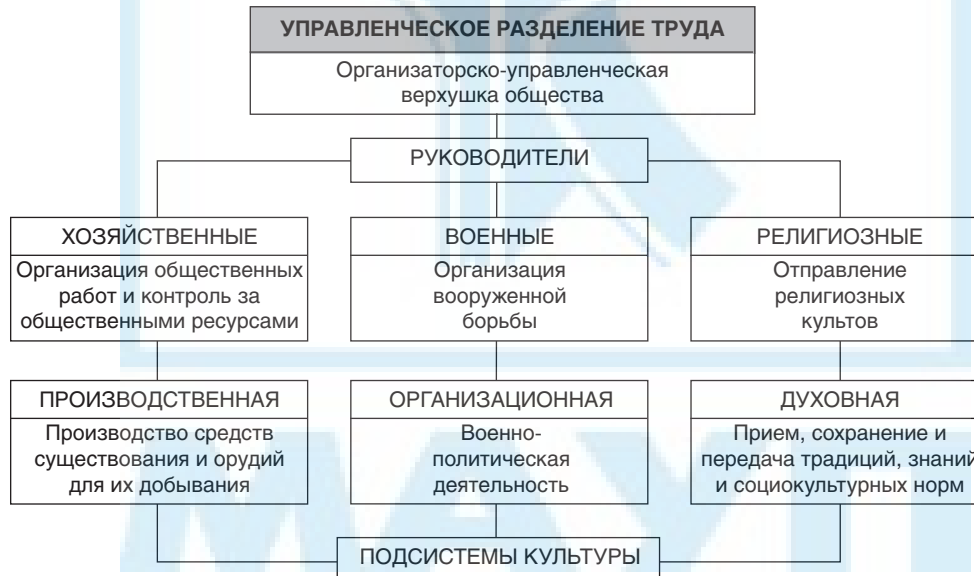 УПРАВЛЕНЧЕСКОЕ РАЗДЕЛЕНИЕ ТРУДА
Организаторско-управленческая
верхушка общества
РУКОВОДИТЕЛИ
ХОЗЯЙСТВЕННЫЕ
Организация общественных
работ и контроль за
общественными ресурсами
ВОЕННЫЕ
Организация
вооруженной
борьбы
РЕЛИГИОЗНЫЕ
Отправление
религиозных
культов
ПРОИЗВОДСТВЕННАЯ
Производство средств
существования и орудий
для их добывания
ОРГАНИЗАЦИОННАЯ
Военно-
политическая
деятельность
ДУХОВНАЯ
Прием, сохранение и
передача традиций, знаний
и социокультурных норм
ПОДСИСТЕМЫ КУЛЬТУРЫ
МАУП